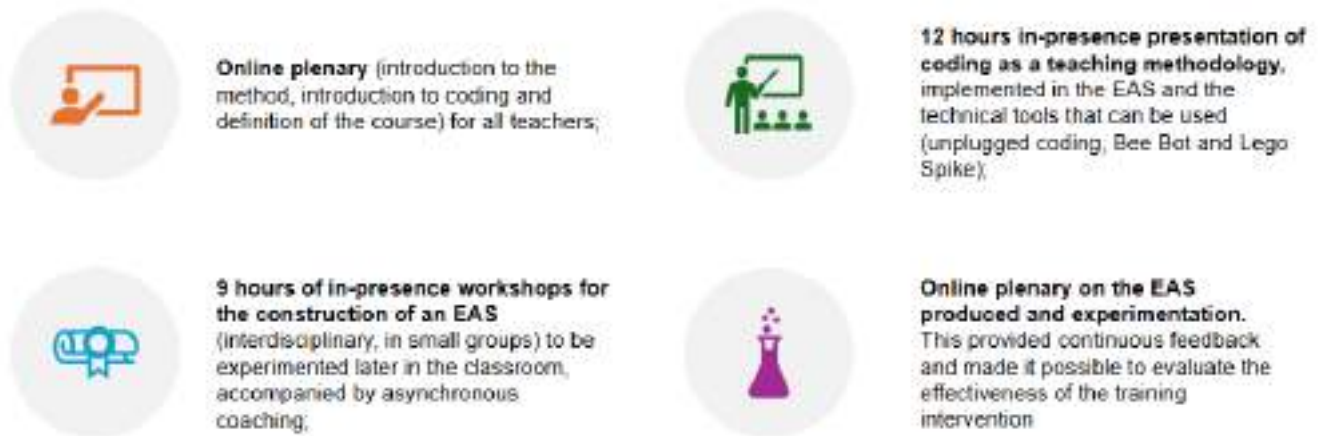 Online plenary (introduction to the
method, introduction to coding and
definition of the course) for all teachers;
12 hours in-presence presentation of
coding as a teaching methodology,
implemented in the EAS and the
technical tools that can be used
(unplugged coding, Bee Bot and Lego
Spike);
9 hours of in-presence workshops for
the construction of an EAS
(interdisciplinary, in small groups) to be
experimented later in the classroom,
accompanied by asynchronous
coaching;
Online plenary on the EAS
produced and experimentation.
This provided continuous feedback
and made it possible to evaluate the
effectiveness of the training
intervention